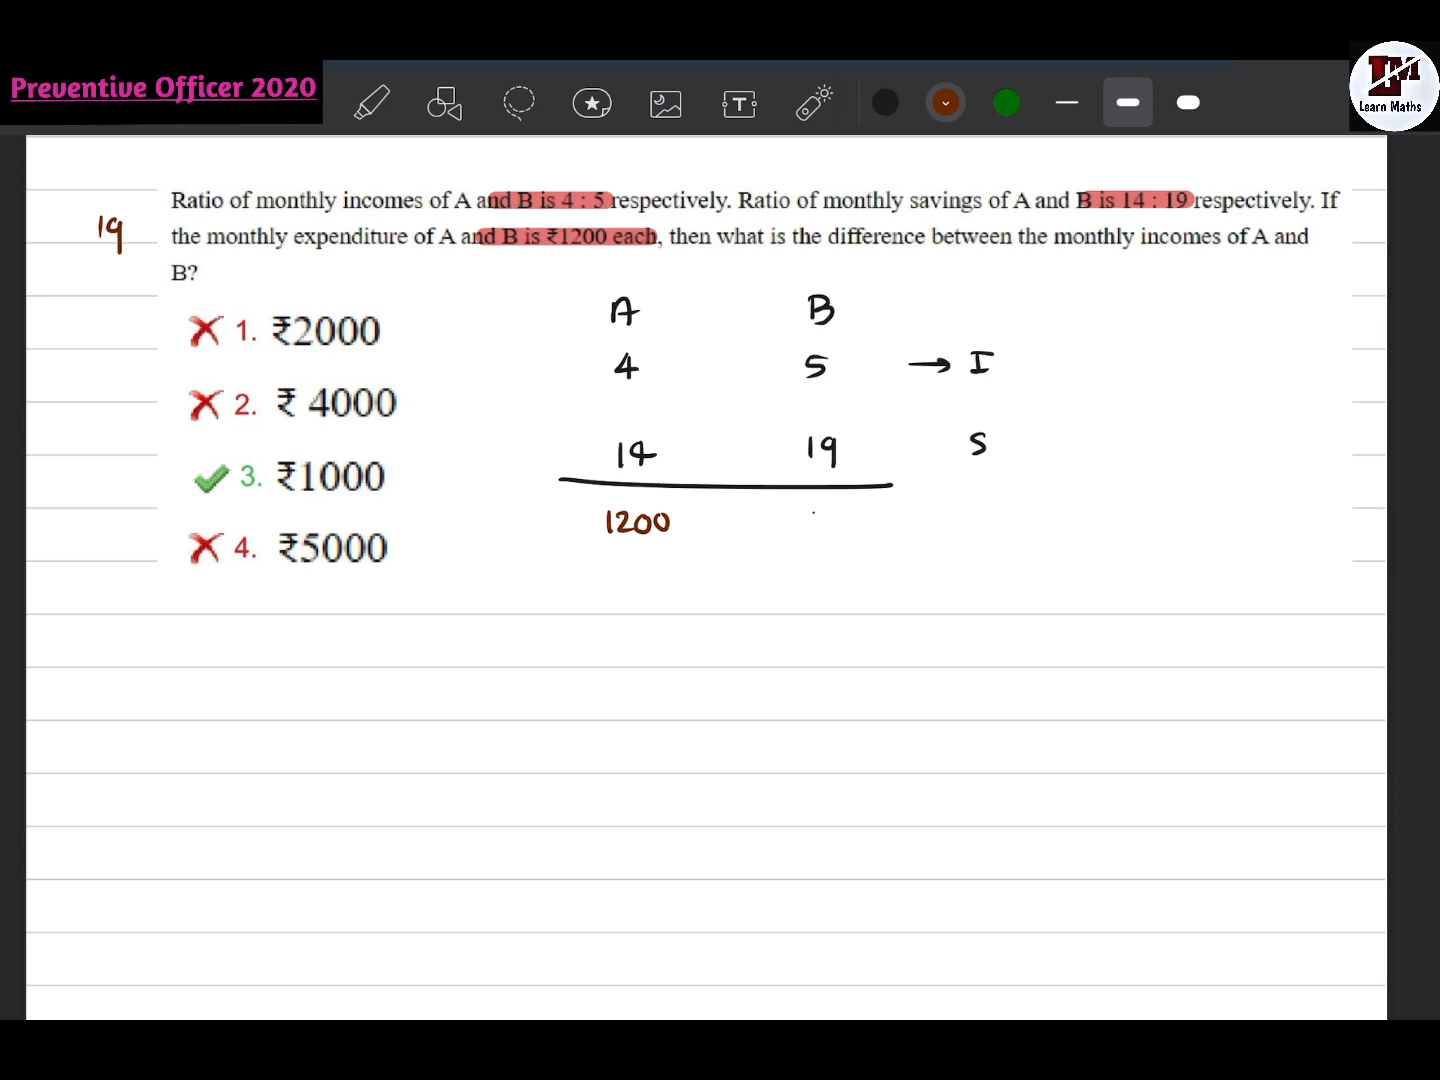 Preventive Officer 2020
Learn Maths
19
Ratio of monthly incomes of A and B is 4 : 5 respectively. Ratio of monthly savings of A and B is 14 : 19 respectively. If
the monthly expenditure of A and B is ₹1200 each, then what is the difference between the monthly incomes of A and
B?
A B
1. ₹2000
4 5 → I
2. ₹ 4000
14 19 S
3. ₹1000
1200
4. ₹5000